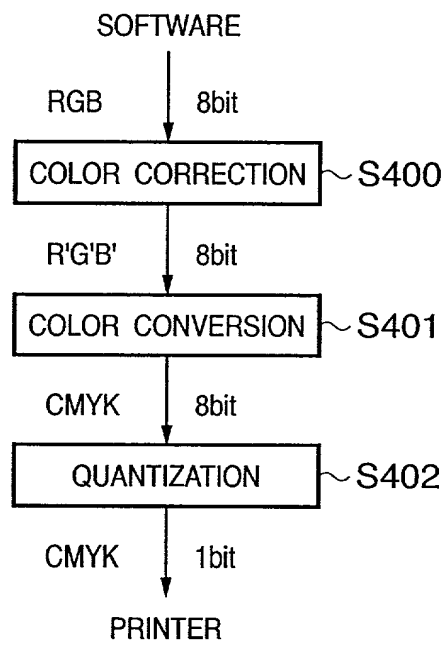 SOFTWARE
RGB 8bit
COLOR CORRECTION S400
R'G'B' 8bit
COLOR CONVERSION S401
CMYK 8bit
QUANTIZATION S402
CMYK 1bit
PRINTER